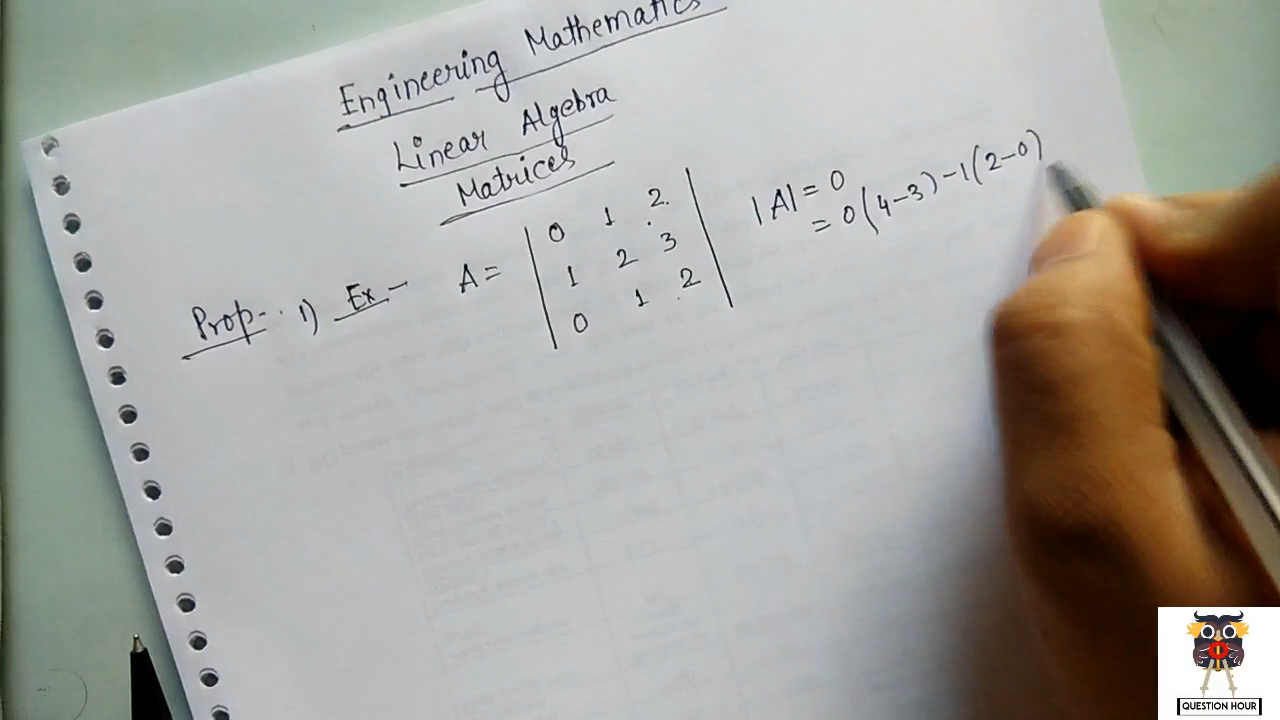 Engineering Mathematics
Linear Algebra
Matrices
Prop-. 1) Ex- A = | 0 1 2 |
| 1 2 3 |
| 0 1 2 |
|A| = 0
= 0(4-3) -1(2-0)
QUESTION HOUR